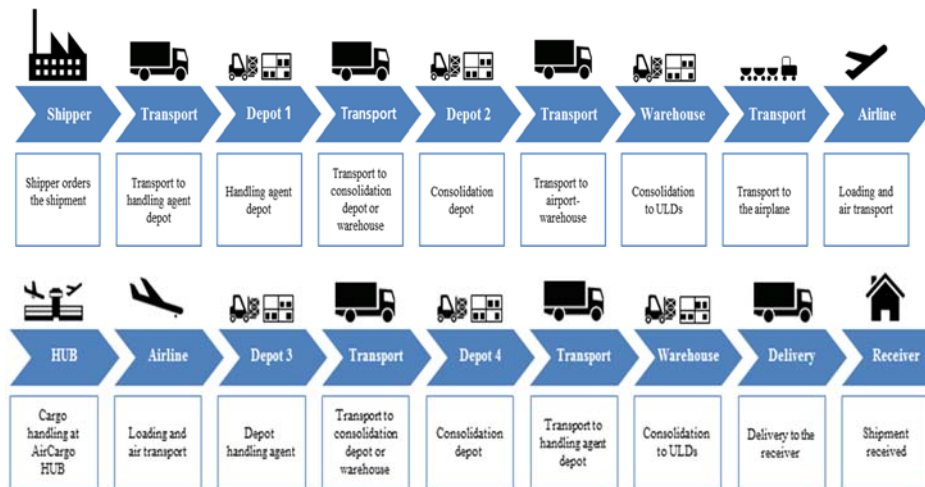 Shipper
Transport
Depot 1
Transport
Depot 2
Transport
Warehouse
Transport
Airline
Shipper orders
the shipment
Transport to
handling agent
depot
Handling agent
depot
Transport to
consolidation
depot or
warehouse
Consolidation
depot
Transport to
airport-
warehouse
Consolidation
to ULDs
Transport to
the airplane
Loading and
air transport
HUB
Airline
Depot 3
Transport
Depot 4
Transport
Warehouse
Delivery
Receiver
Cargo
handling at
AirCargo
HUB
Loading and
air transport
Depot
handling agent
Transport to
consolidation
depot or
warehouse
Consolidation
depot
Transport to
handling agent
depot
Consolidation
to ULDs
Delivery to the
receiver
Shipment
received